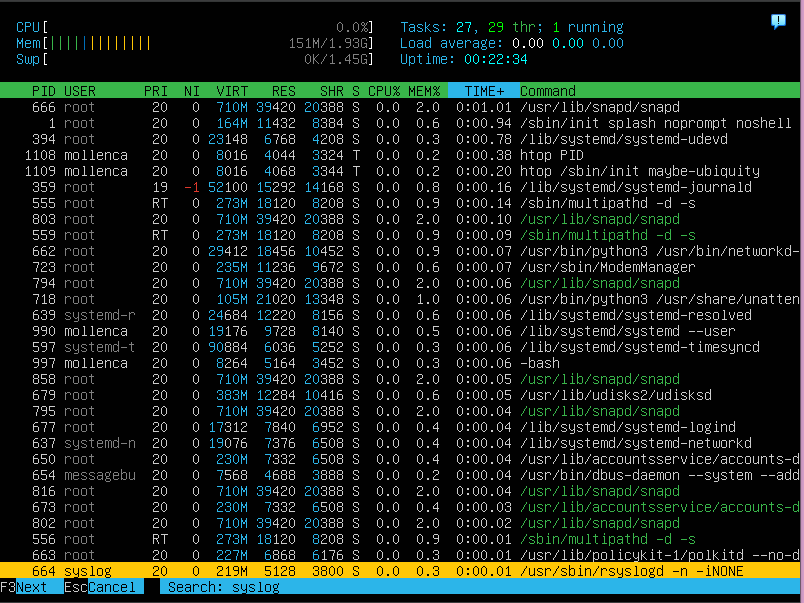 CPU[ 0.0%] Tasks: 27, 29 thr; 1 running
Mem[||||||||||||| 151M/1.93G] Load average: 0.00 0.00 0.00
Swp[ 0K/1.45G] Uptime: 00:22:34
PID USER PRI NI VIRT RES SHR S CPU% MEM% TIME+ Command
666 root 20 0 710M 39420 20388 S 0.0 2.0 0:01.01 /usr/lib/snapd/snapd
1 root 20 0 164M 11432 8384 S 0.0 0.6 0:00.94 /sbin/init splash noprompt noshell
394 root 20 0 23148 6768 4208 S 0.0 0.3 0:00.78 /lib/systemd/systemd-udevd
1108 mollenca 20 0 8016 4044 3324 T 0.0 0.2 0:00.38 htop PID
1109 mollenca 20 0 8016 4068 3344 T 0.0 0.2 0:00.20 htop /sbin/init maybe-ubiquity
359 root 19 -1 52100 15292 14168 S 0.0 0.8 0:00.16 /lib/systemd/systemd-journald
555 root RT 0 273M 18120 8208 S 0.0 0.9 0:00.14 /sbin/multipathd -d -s
803 root 20 0 710M 39420 20388 S 0.0 2.0 0:00.10 /usr/lib/snapd/snapd
559 root RT 0 273M 18120 8208 S 0.0 0.9 0:00.09 /sbin/multipathd -d -s
662 root 20 0 29412 18456 10452 S 0.0 0.9 0:00.07 /usr/bin/python3 /usr/bin/networkd-
723 root 20 0 235M 11236 9672 S 0.0 0.6 0:00.07 /usr/sbin/ModemManager
794 root 20 0 710M 39420 20388 S 0.0 2.0 0:00.06 /usr/lib/snapd/snapd
718 root 20 0 105M 21020 13348 S 0.0 1.0 0:00.06 /usr/bin/python3 /usr/share/unatten
639 systemd-r 20 0 24684 12220 8156 S 0.0 0.6 0:00.06 /lib/systemd/systemd-resolved
990 mollenca 20 0 19176 9728 8140 S 0.0 0.5 0:00.06 /lib/systemd/systemd --user
597 systemd-t 20 0 90884 6036 5252 S 0.0 0.3 0:00.06 /lib/systemd/systemd-timesyncd
997 mollenca 20 0 8264 5164 3452 S 0.0 0.3 0:00.06 -bash
858 root 20 0 710M 39420 20388 S 0.0 2.0 0:00.05 /usr/lib/snapd/snapd
679 root 20 0 383M 12284 10416 S 0.0 0.6 0:00.05 /usr/lib/udisks2/udisksd
795 root 20 0 710M 39420 20388 S 0.0 2.0 0:00.04 /usr/lib/snapd/snapd
677 root 20 0 17312 7840 6952 S 0.0 0.4 0:00.04 /lib/systemd/systemd-logind
637 systemd-n 20 0 19076 7376 6508 S 0.0 0.4 0:00.04 /lib/systemd/systemd-networkd
650 root 20 0 230M 7332 6508 S 0.0 0.4 0:00.04 /usr/lib/accountsservice/accounts-d
654 messagebu 20 0 7568 4688 3888 S 0.0 0.2 0:00.04 /usr/bin/dbus-daemon --system --add
816 root 20 0 710M 39420 20388 S 0.0 2.0 0:00.04 /usr/lib/snapd/snapd
673 root 20 0 230M 7332 6508 S 0.0 0.4 0:00.03 /usr/lib/accountsservice/accounts-d
802 root 20 0 710M 39420 20388 S 0.0 2.0 0:00.02 /usr/lib/snapd/snapd
556 root RT 0 273M 18120 8208 S 0.0 0.9 0:00.01 /sbin/multipathd -d -s
663 root 20 0 227M 6868 6176 S 0.0 0.3 0:00.01 /usr/lib/policykit-1/polkitd --no-d
664 syslog 20 0 219M 5128 3800 S 0.0 0.3 0:00.01 /usr/sbin/rsyslogd -n -iNONE
F3Next EscCancel Search: syslog